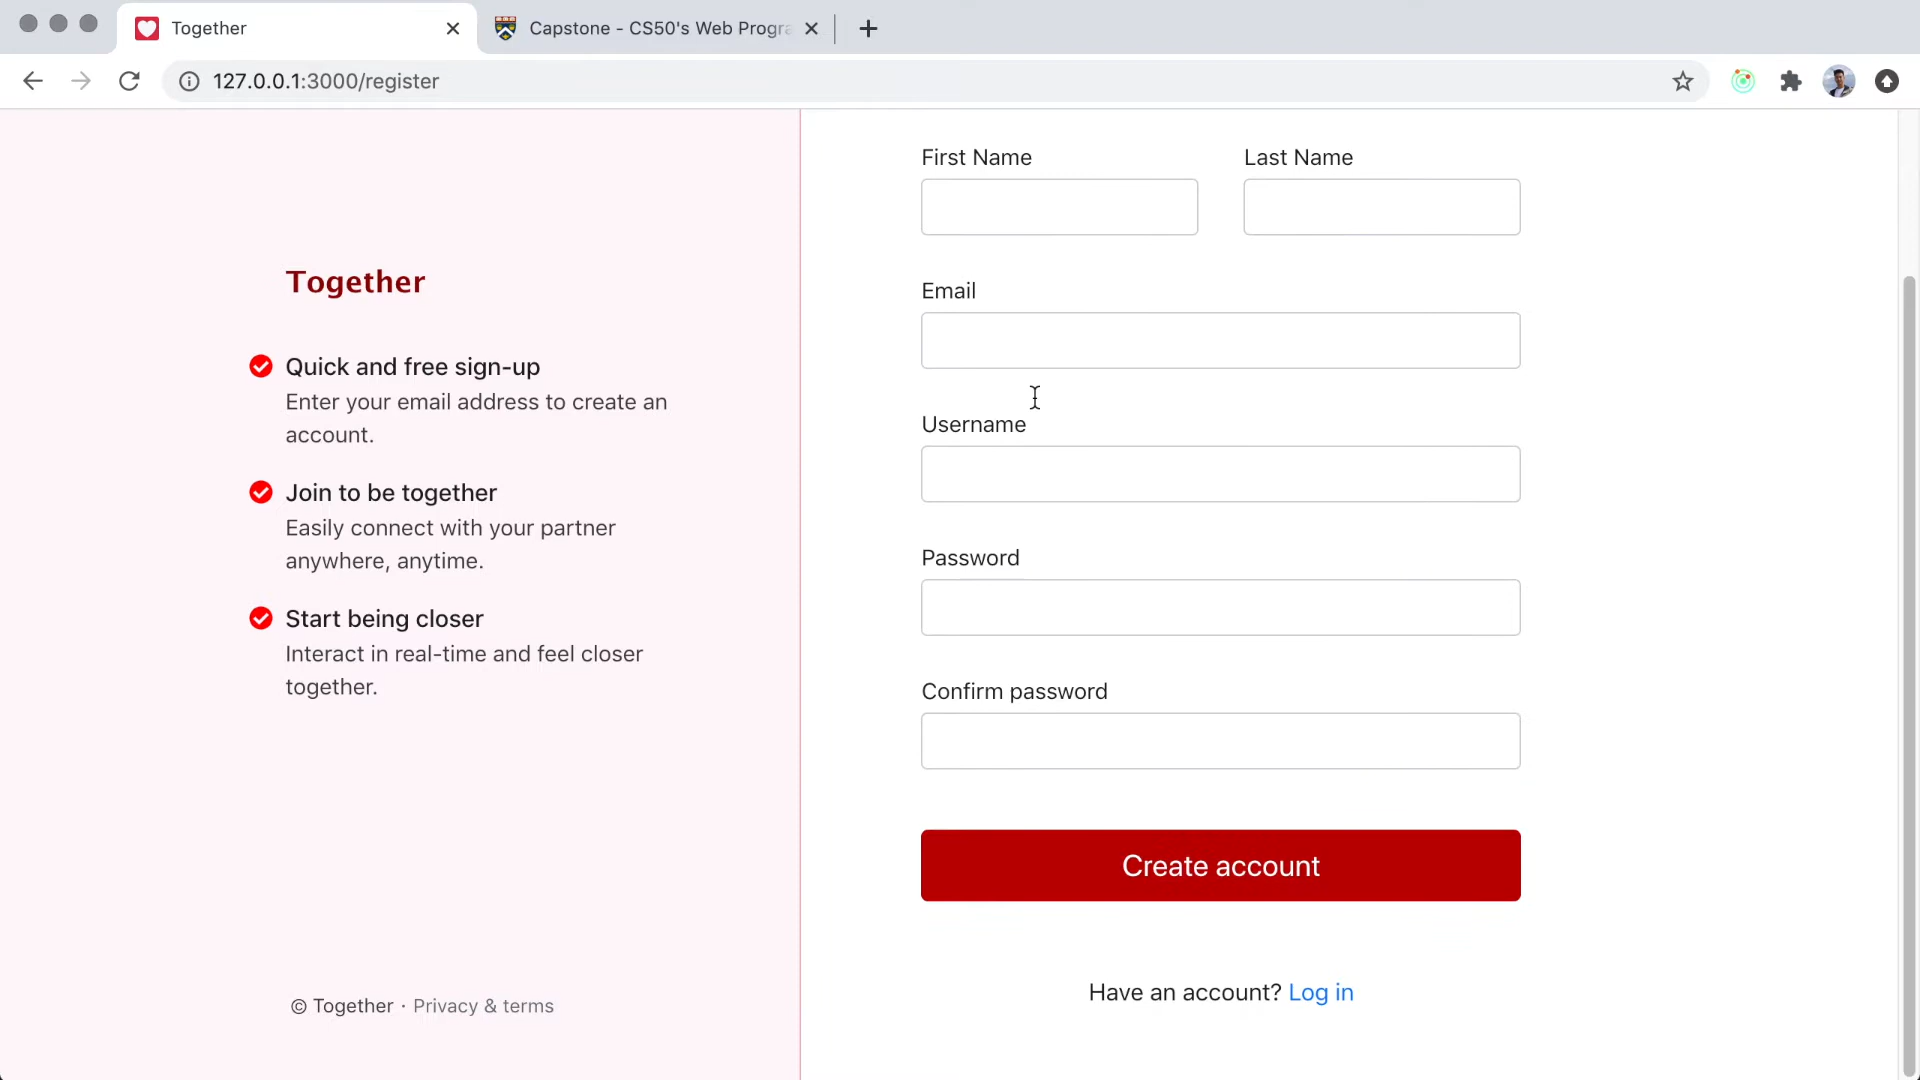 Together
Capstone - CS50's Web Progra
127.0.0.1:3000/register
Together
Quick and free sign-up
Enter your email address to create an
account.
Join to be together
Easily connect with your partner
anywhere, anytime.
Start being closer
Interact in real-time and feel closer
together.
© Together · Privacy & terms
First Name
Last Name
Email
Username
Password
Confirm password
Create account
Have an account? Log in